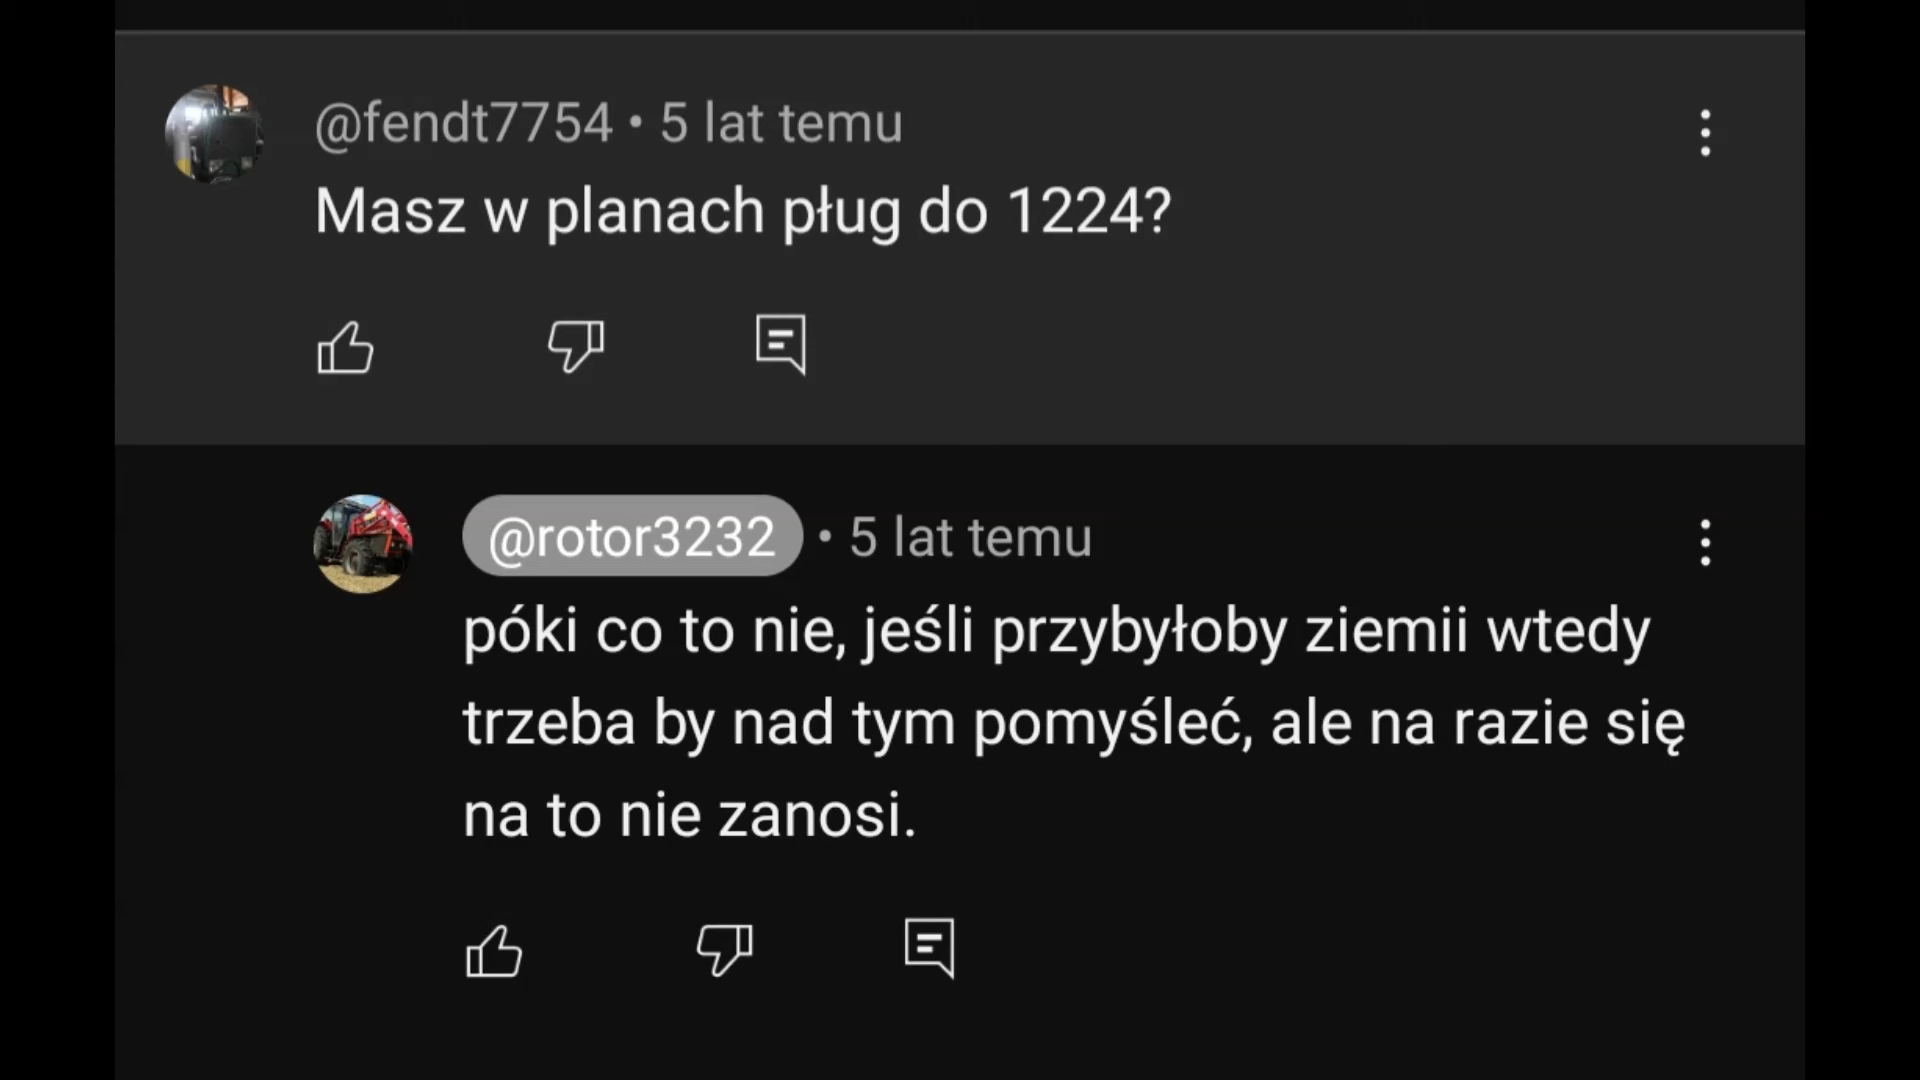 @fendt7754 • 5 lat temu
Masz w planach pług do 1224?
@rotor3232 • 5 lat temu
póki co to nie, jeśli przybyłoby ziemii wtedy
trzeba by nad tym pomyśleć, ale na razie się
na to nie zanosi.